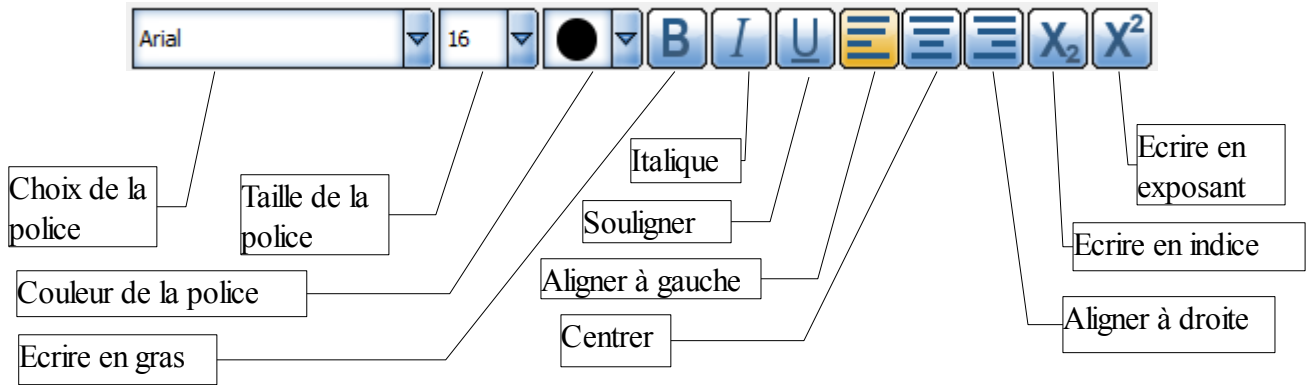 Arial
16
B
I
U
X₂
X²
Choix de la
police
Taille de la
police
Couleur de la police
Ecrire en gras
Italique
Souligner
Aligner à gauche
Centrer
Ecrire en
exposant
Ecrire en indice
Aligner à droite